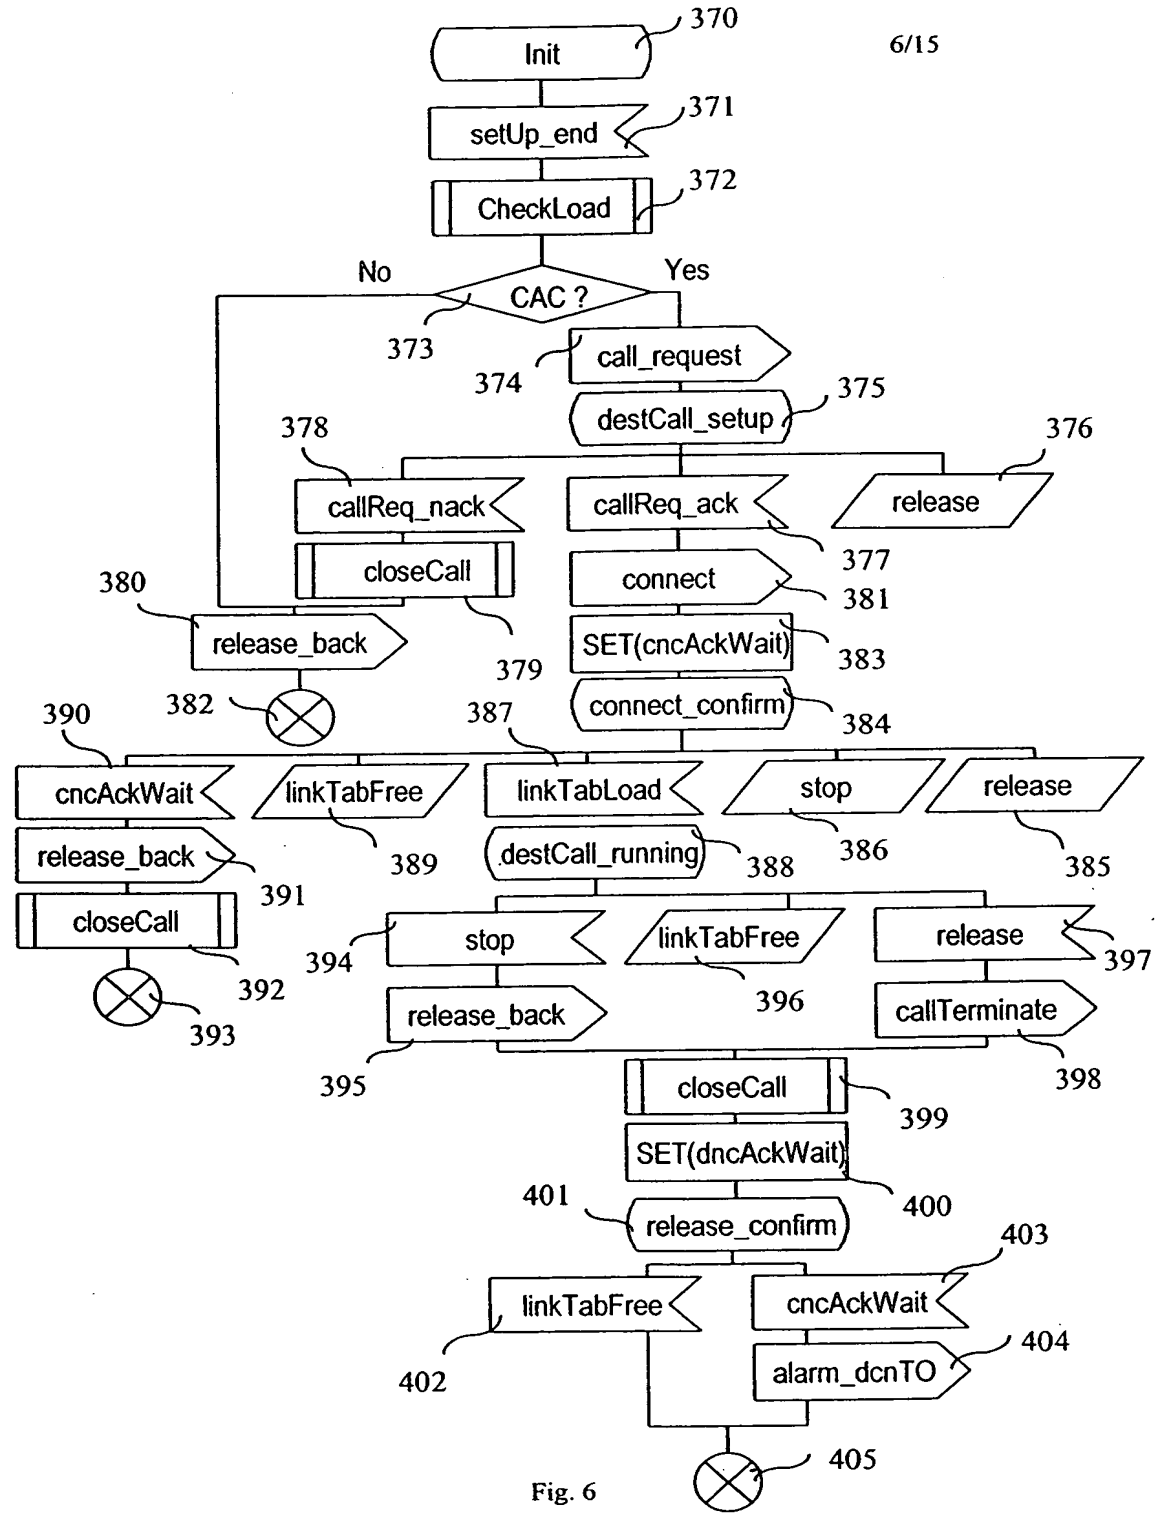 370
6/15
Init
371
setUp_end
372
CheckLoad
No
Yes
CAC ?
373
call_request
374
375
destCall_setup
378
376
callReq_nack
callReq_ack
release
377
closeCall
connect
380
381
release_back
SET(cncAckWait)
383
379
382
connect_confirm
384
390
387
cncAckWait
linkTabFree
linkTabLoad
stop
release
release_back
389
destCall_running
388
386
385
391
closeCall
stop
linkTabFree
release
394
397
392
396
393
release_back
callTerminate
395
398
closeCall
399
SET(dncAckWait)
400
401
release_confirm
403
linkTabFree
cncAckWait
404
402
alarm_dcnTO
405
Fig. 6